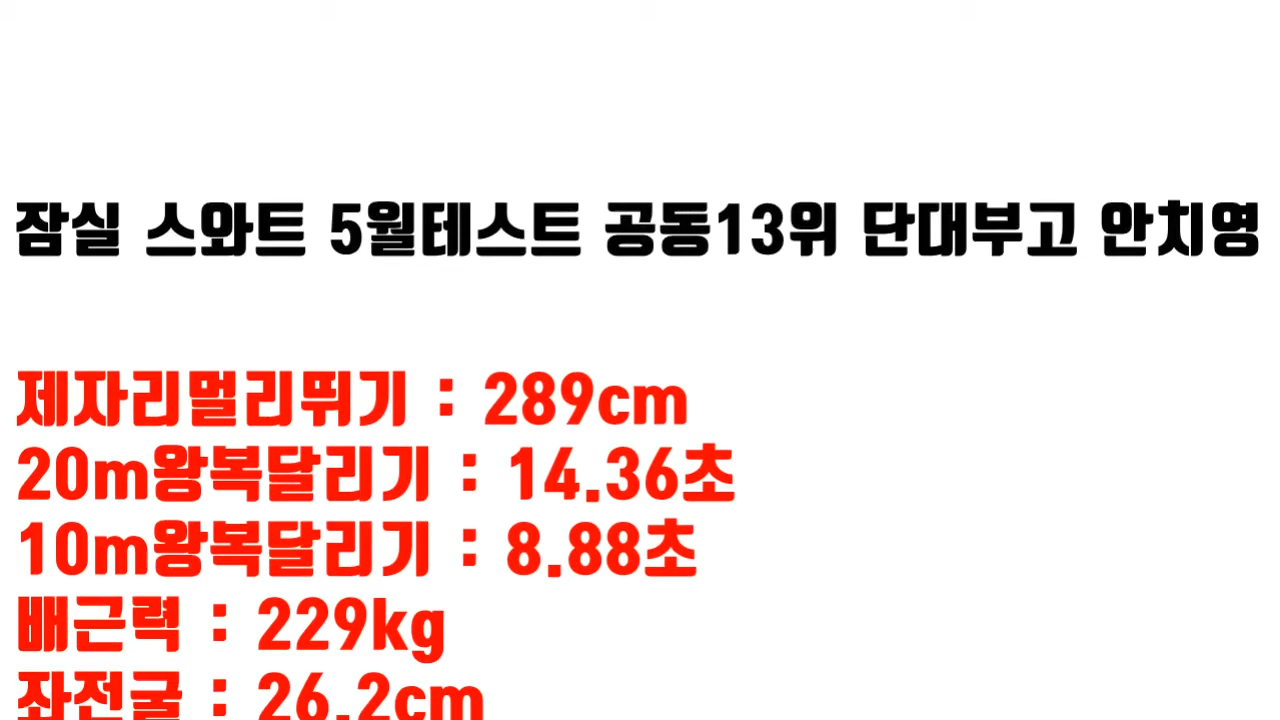 잠실 스와트 5월테스트 공동13위 단대부고 안치영
제자리멀리뛰기 : 289cm
20m왕복달리기 : 14.36초
10m왕복달리기 : 8.88초
배근력 : 229kg
좌전굴 : 26.2cm